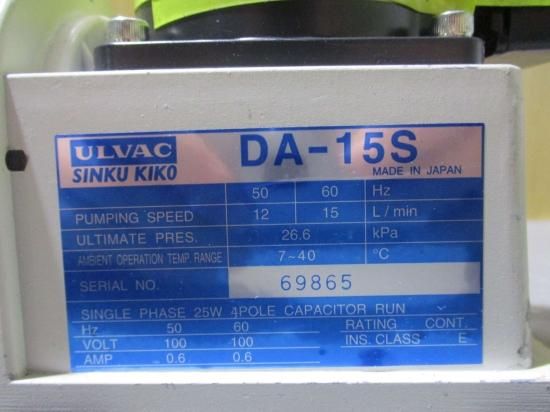 ULVAC
SINKU KIKO
DA-15S
MADE IN JAPAN
50 60 Hz
PUMPING SPEED 12 15 L/min
ULTIMATE PRES. 26.6 kPa
AMBIENT OPERATION TEMP. RANGE 7~40 °C
SERIAL NO. 69865
SINGLE PHASE 25W 4POLE CAPACITOR RUN
Hz 50 60 RATING CONT.
VOLT 100 100 INS. CLASS E
AMP 0.6 0.6